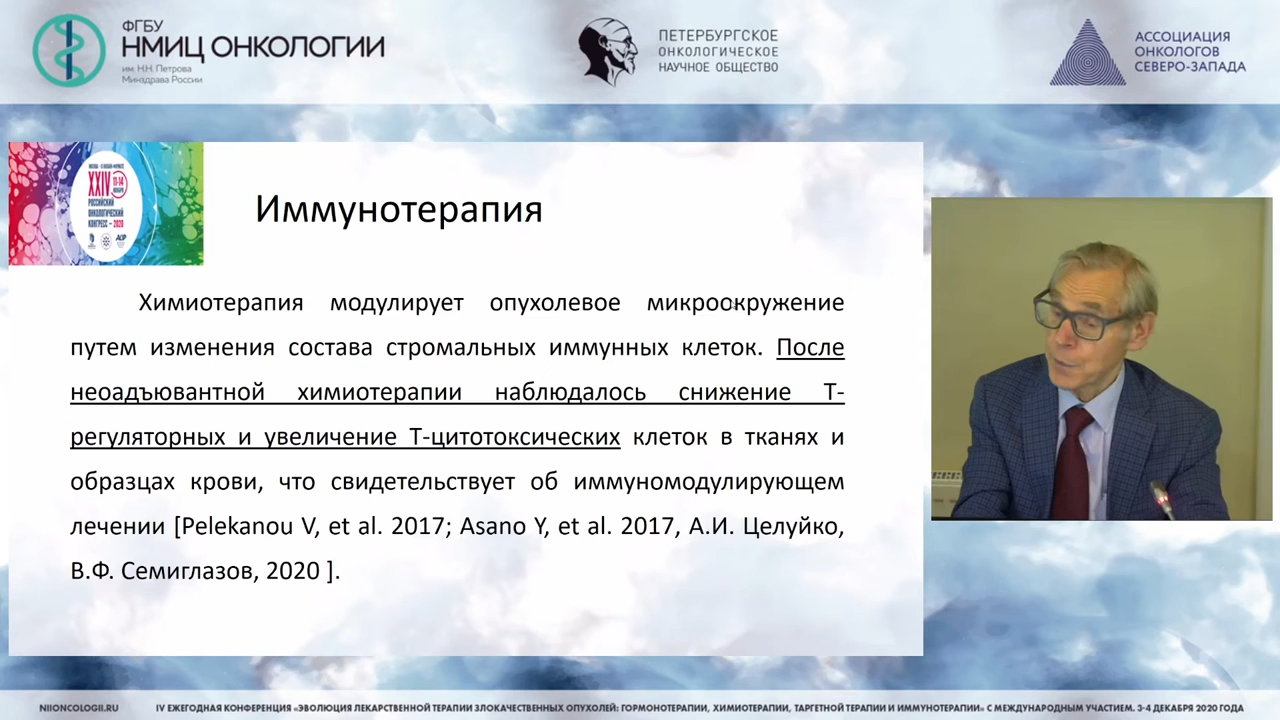 ФГБУ
НМИЦ ОНКОЛОГИИ
им. Н.Н. Петрова
Минздрава России
ПЕТЕРБУРГСКОЕ
ОНКОЛОГИЧЕСКОЕ
НАУЧНОЕ ОБЩЕСТВО
АССОЦИАЦИЯ
ОНКОЛОГОВ
СЕВЕРО-ЗАПАДА
XXIV 11-14
РОССИЙСКИЙ
ОНКОЛОГИЧЕСКИЙ
КОНГРЕСС – 2020
Иммунотерапия
Химиотерапия модулирует опухолевое микроокружение
путем изменения состава стромальных иммунных клеток. После
неоадъювантной химиотерапии наблюдалось снижение Т-
регуляторных и увеличение Т-цитотоксических клеток в тканях и
образцах крови, что свидетельствует об иммуномодулирующем
лечении [Pelekanou V, et al. 2017; Asano Y, et al. 2017, А.И. Целуйко,
В.Ф. Семиглазов, 2020 ].
NIIONCOLOGII.RU
IV ЕЖЕГОДНАЯ КОНФЕРЕНЦИЯ «ЭВОЛЮЦИЯ ЛЕКАРСТВЕННОЙ ТЕРАПИИ ЗЛОКАЧЕСТВЕННЫХ ОПУХОЛЕЙ: ГОРМОНОТЕРАПИИ, ХИМИОТЕРАПИИ, ТАРГЕТНОЙ ТЕРАПИИ И ИММУНОТЕРАПИИ» С МЕЖДУНАРОДНЫМ УЧАСТИЕМ. 3-4 ДЕКАБРЯ 2020 ГОДА